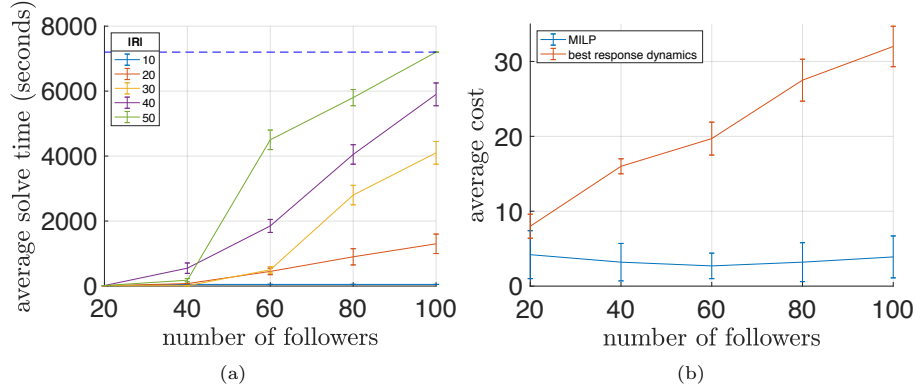 8000
6000
4000
2000
0
average solve time (seconds)
|R|
10
20
30
40
50
20 40 60 80 100
number of followers
(a)
30
20
10
0
average cost
MILP
best response dynamics
20 40 60 80 100
number of followers
(b)